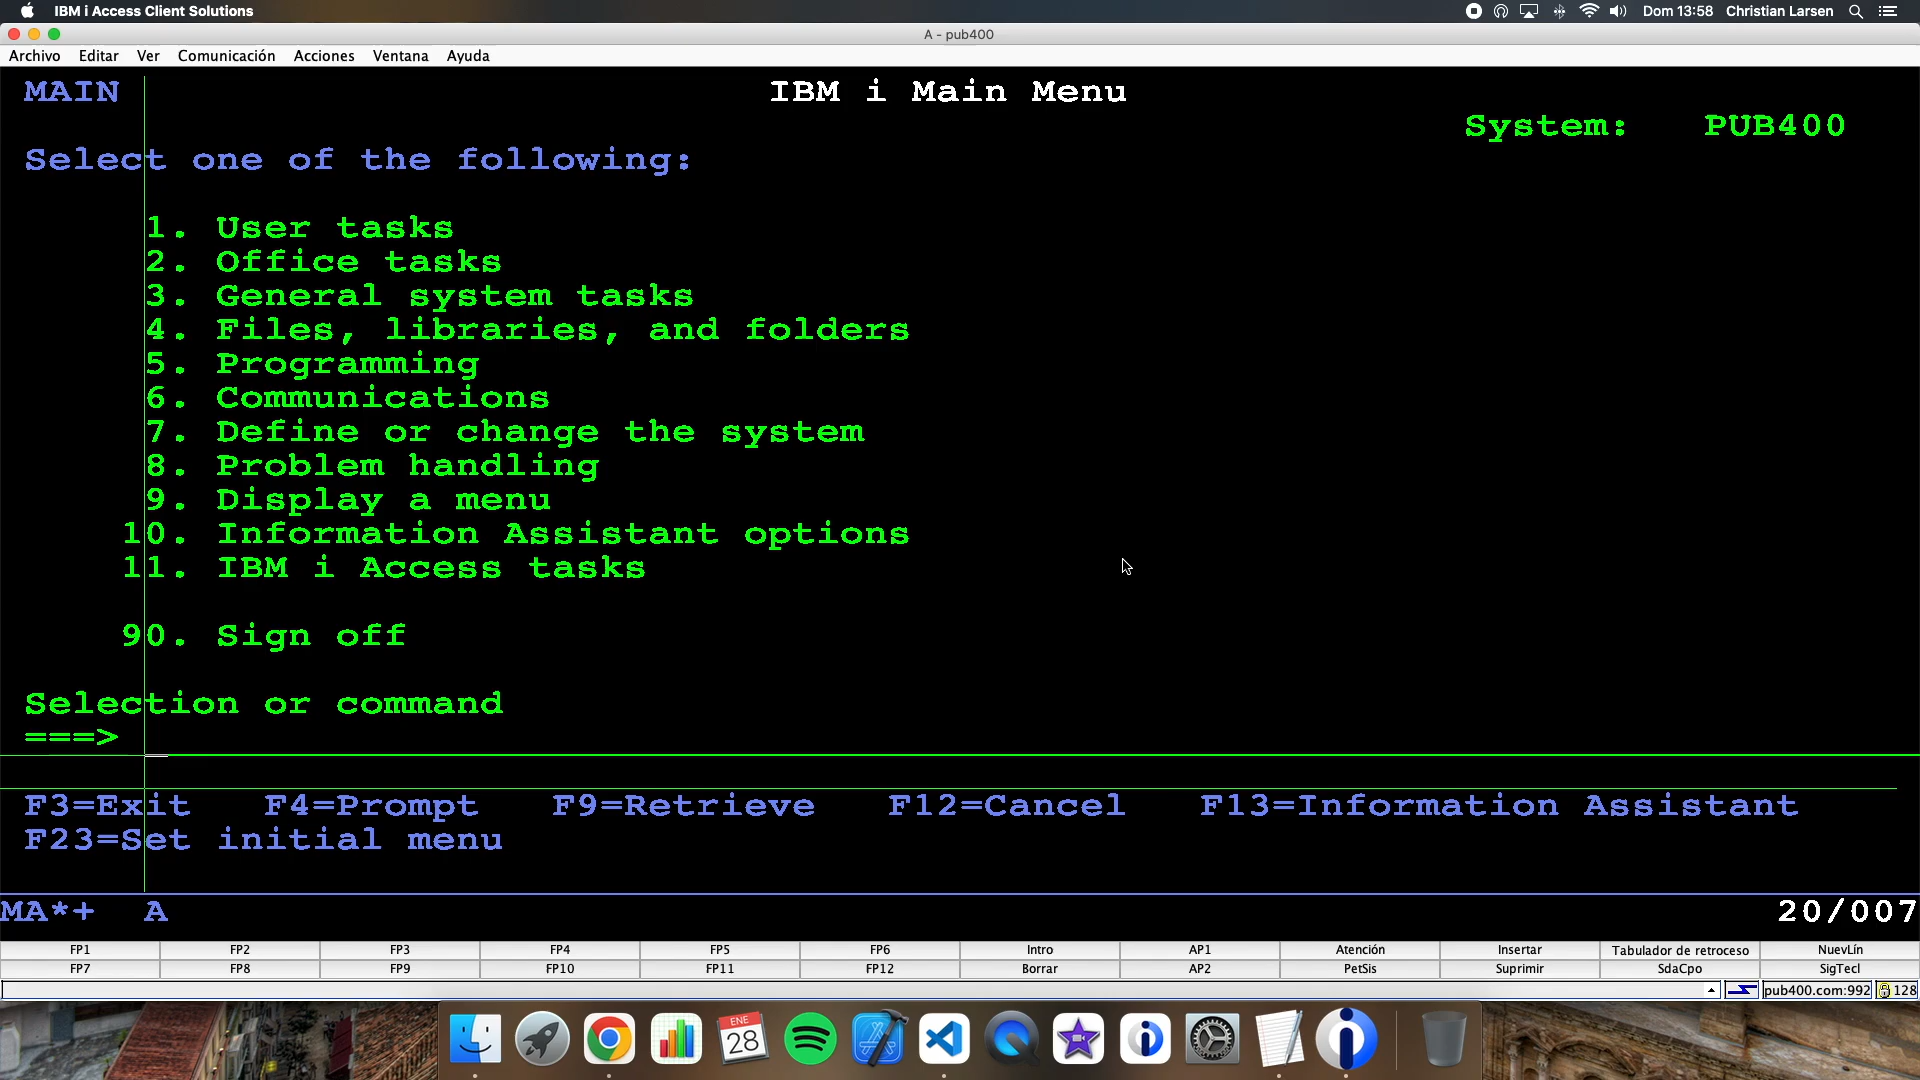 IBM i Access Client Solutions Dom 13:58 Christian Larsen
A - pub400
Archivo Editar Ver Comunicación Acciones Ventana Ayuda
MAIN IBM i Main Menu
System: PUB400
Select one of the following:
1. User tasks
2. Office tasks
3. General system tasks
4. Files, libraries, and folders
5. Programming
6. Communications
7. Define or change the system
8. Problem handling
9. Display a menu
10. Information Assistant options
11. IBM i Access tasks
90. Sign off
Selection or command
===>
F3=Exit F4=Prompt F9=Retrieve F12=Cancel F13=Information Assistant
F23=Set initial menu
MA*+ A 20/007
FP1 FP2 FP3 FP4 FP5 FP6 Intro AP1 Atención Insertar Tabulador de retroceso NuevLín
FP7 FP8 FP9 FP10 FP11 FP12 Borrar AP2 PetSis Suprimir SdaCpo SigTecl
pub400.com:992 128
ENE
28